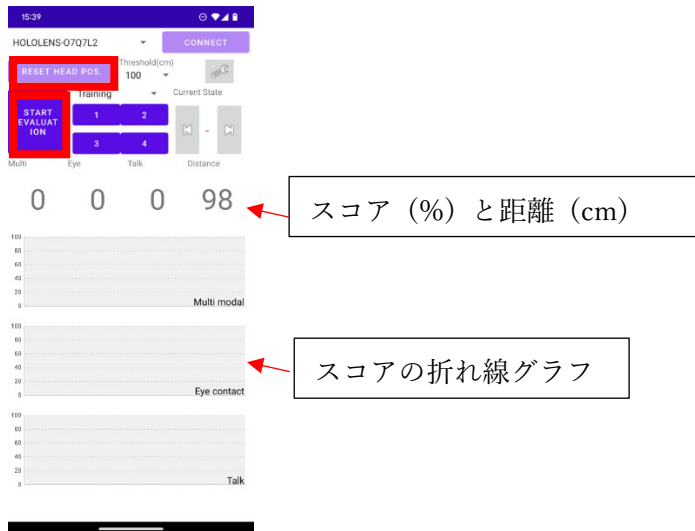 15:39
HOLOLENS-O7Q7L2 CONNECT
Threshold(cm)
RESET HEAD POS. 100
Training Current State
START
EVALUAT
ION
1 2
3 4
-
Multi Eye Talk Distance
0 0 0 98
スコア（%）と距離（cm）
100
80
60
40
20
0
Multi modal
100
80
60
40
20
0
Eye contact
スコアの折れ線グラフ
100
80
60
40
20
0
Talk